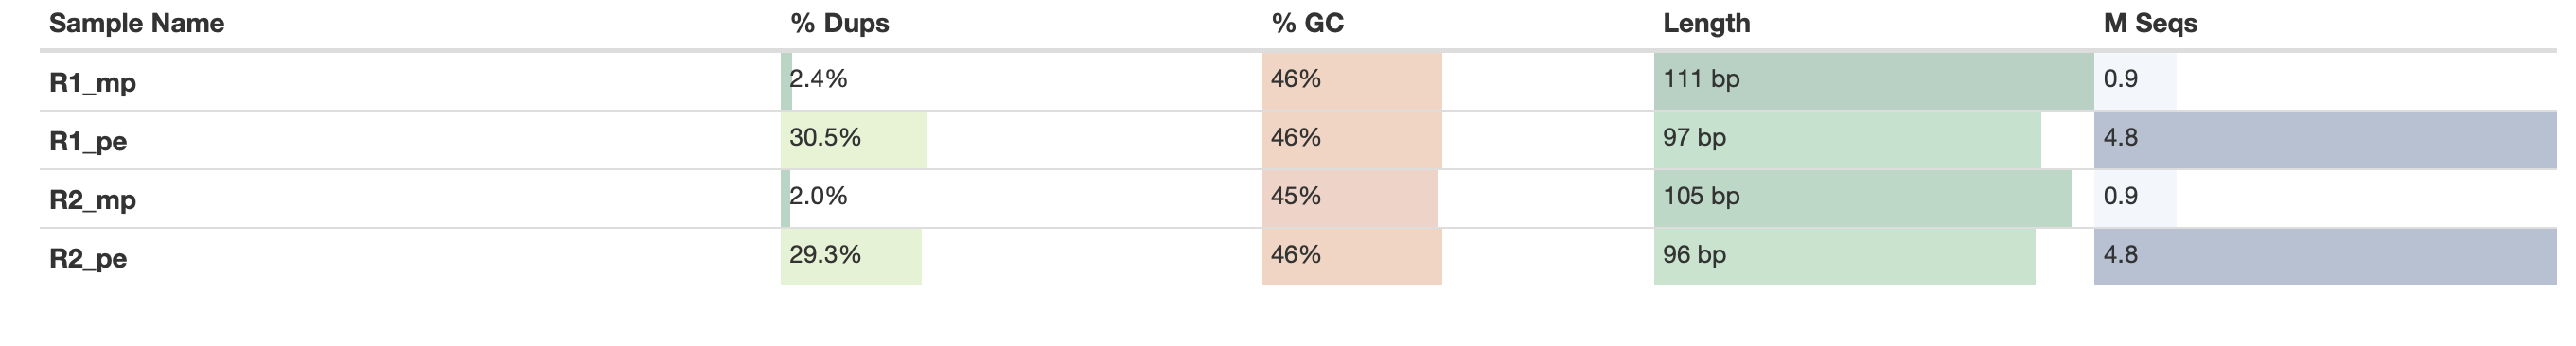 Sample Name % Dups % GC Length M Seqs
R1_mp 2.4% 46% 111 bp 0.9
R1_pe 30.5% 46% 97 bp 4.8
R2_mp 2.0% 45% 105 bp 0.9
R2_pe 29.3% 46% 96 bp 4.8